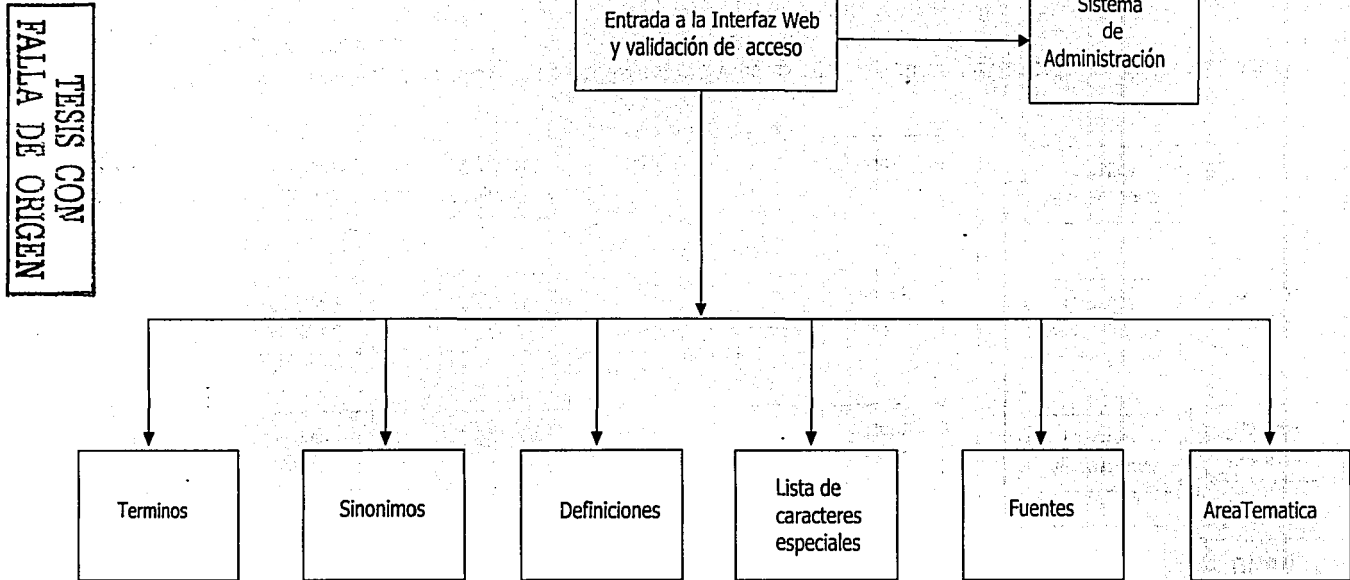 TESIS CON
FALLA DE ORIGEN
Entrada a la Interfaz Web
y validación de acceso
Sistema
de
Administración
Terminos
Sinonimos
Definiciones
Lista de
caracteres
especiales
Fuentes
AreaTematica